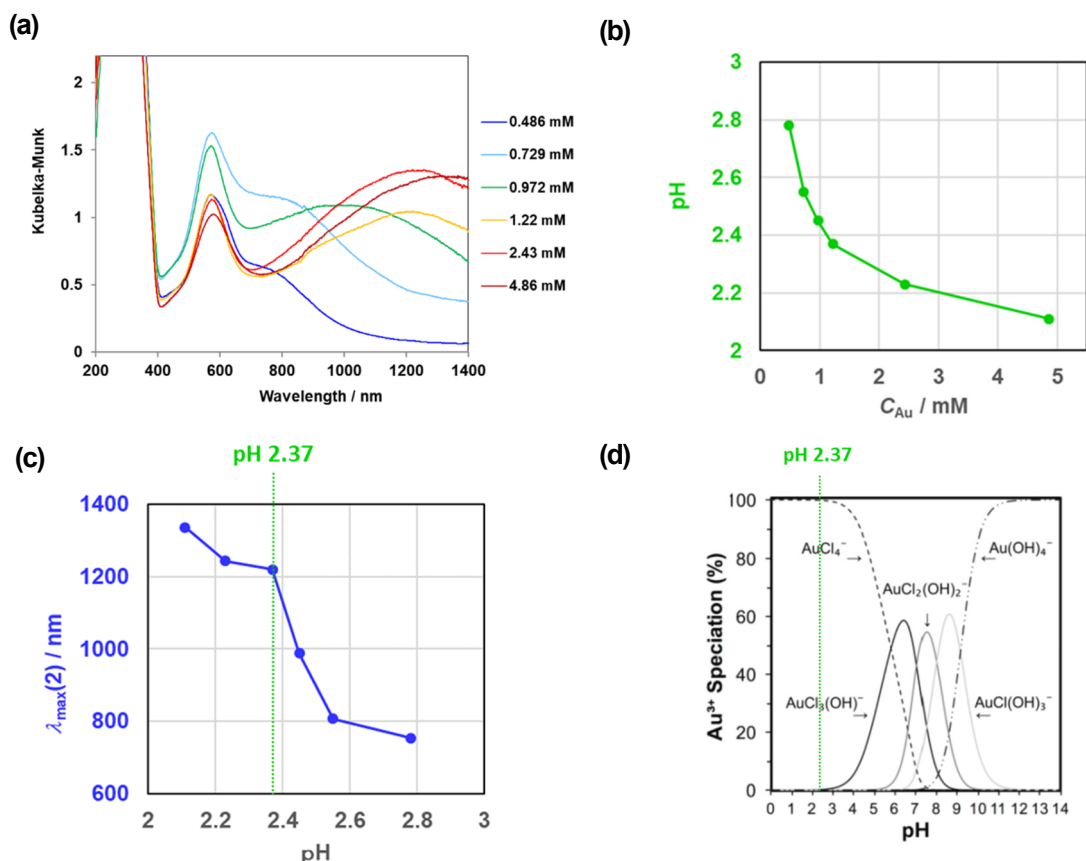 (a)
Kubelka-Munk
2
1.5
1
0.5
0
200 400 600 800 1000 1200 1400
Wavelength / nm
0.486 mM
0.729 mM
0.972 mM
1.22 mM
2.43 mM
4.86 mM
(b)
pH
3
2.8
2.6
2.4
2.2
2
0 1 2 3 4 5
C_Au / mM
(c)
pH 2.37
λmax(2) / nm
1400
1200
1000
800
600
2 2.2 2.4 2.6 2.8 3
pH
(d)
pH 2.37
Au³⁺ Speciation (%)
100
80
60
40
20
0
AuCl₄⁻
Au(OH)₄⁻
AuCl₂(OH)₂⁻
AuCl₃(OH)⁻
AuCl(OH)₃⁻
0 1 2 3 4 5 6 7 8 9 10 11 12 13 14
pH